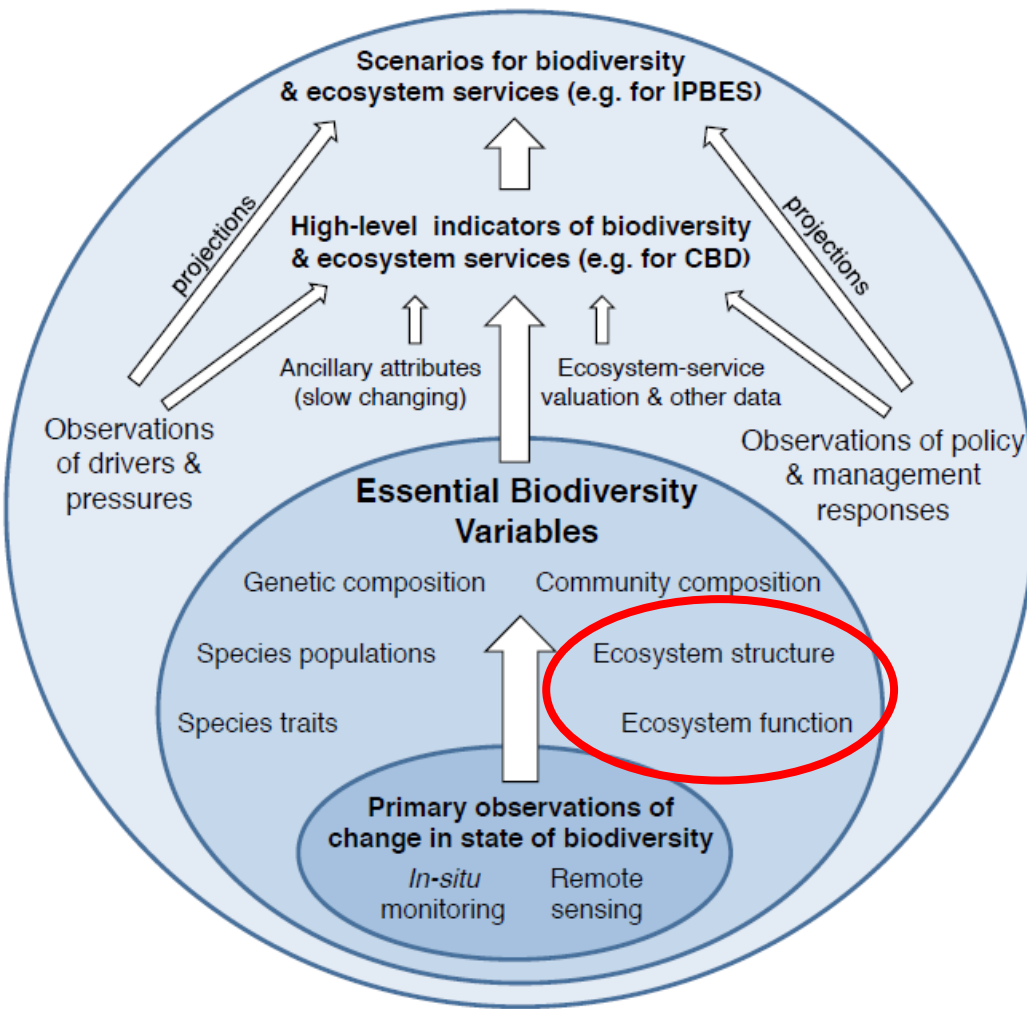 Scenarios for biodiversity
& ecosystem services (e.g. for IPBES)
projections
projections
High-level indicators of biodiversity
& ecosystem services (e.g. for CBD)
Ancillary attributes
(slow changing)
Ecosystem-service
valuation & other data
Observations
of drivers &
pressures
Observations of policy
& management
responses
Essential Biodiversity
Variables
Genetic composition
Community composition
Species populations
Ecosystem structure
Species traits
Ecosystem function
Primary observations of
change in state of biodiversity
In-situ
monitoring
Remote
sensing